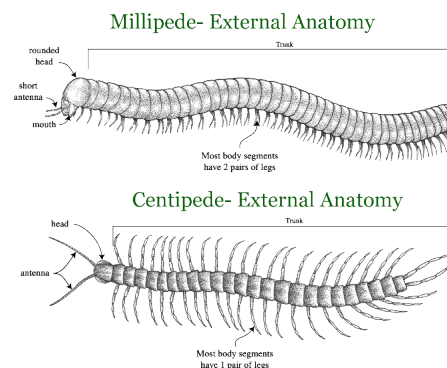 Millipede- External Anatomy
Trunk
rounded
head
short
antenna
mouth
Most body segments
have 2 pairs of legs
Centipede- External Anatomy
Trunk
head
antenna
Most body segments
have 1 pair of legs